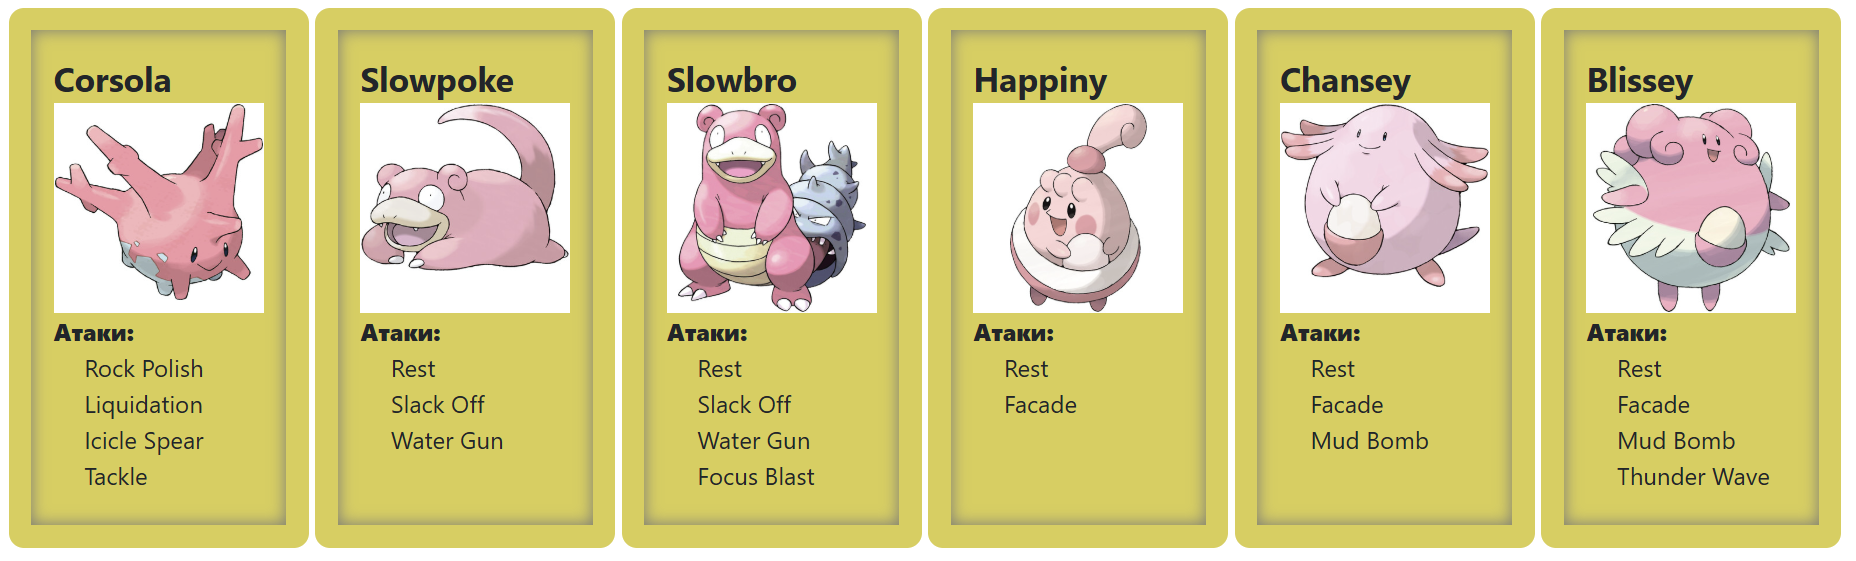 Corsola
Атаки:
Rock Polish
Liquidation
Icicle Spear
Tackle
Slowpoke
Атаки:
Rest
Slack Off
Water Gun
Slowbro
Атаки:
Rest
Slack Off
Water Gun
Focus Blast
Happiny
Атаки:
Rest
Facade
Chansey
Атаки:
Rest
Facade
Mud Bomb
Blissey
Атаки:
Rest
Facade
Mud Bomb
Thunder Wave